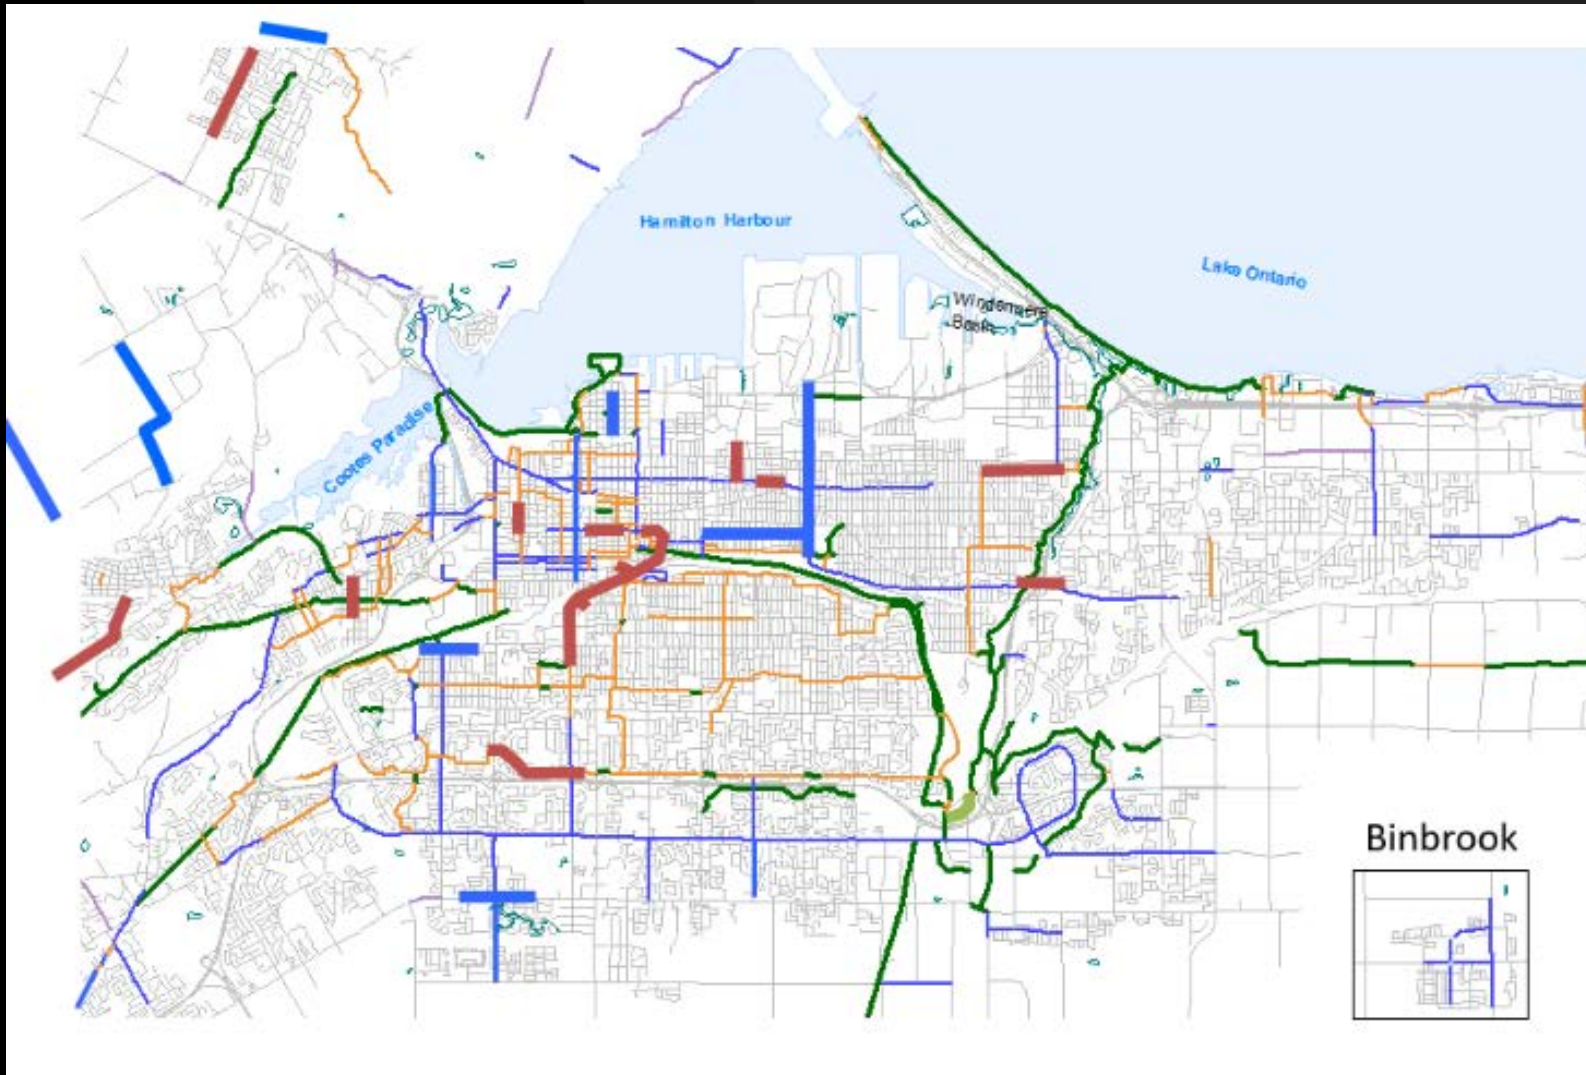 Hamilton Harbour
Lake Ontario
Windermere
Basin
Cootes Paradise
Binbrook